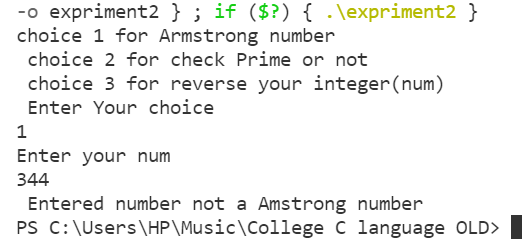 -o expriment2 } ; if ($?) { .\expriment2 }
choice 1 for Armstrong number
choice 2 for check Prime or not
choice 3 for reverse your integer(num)
Enter Your choice
1
Enter your num
344
Entered number not a Amstrong number
PS C:\Users\HP\Music\College C language OLD>